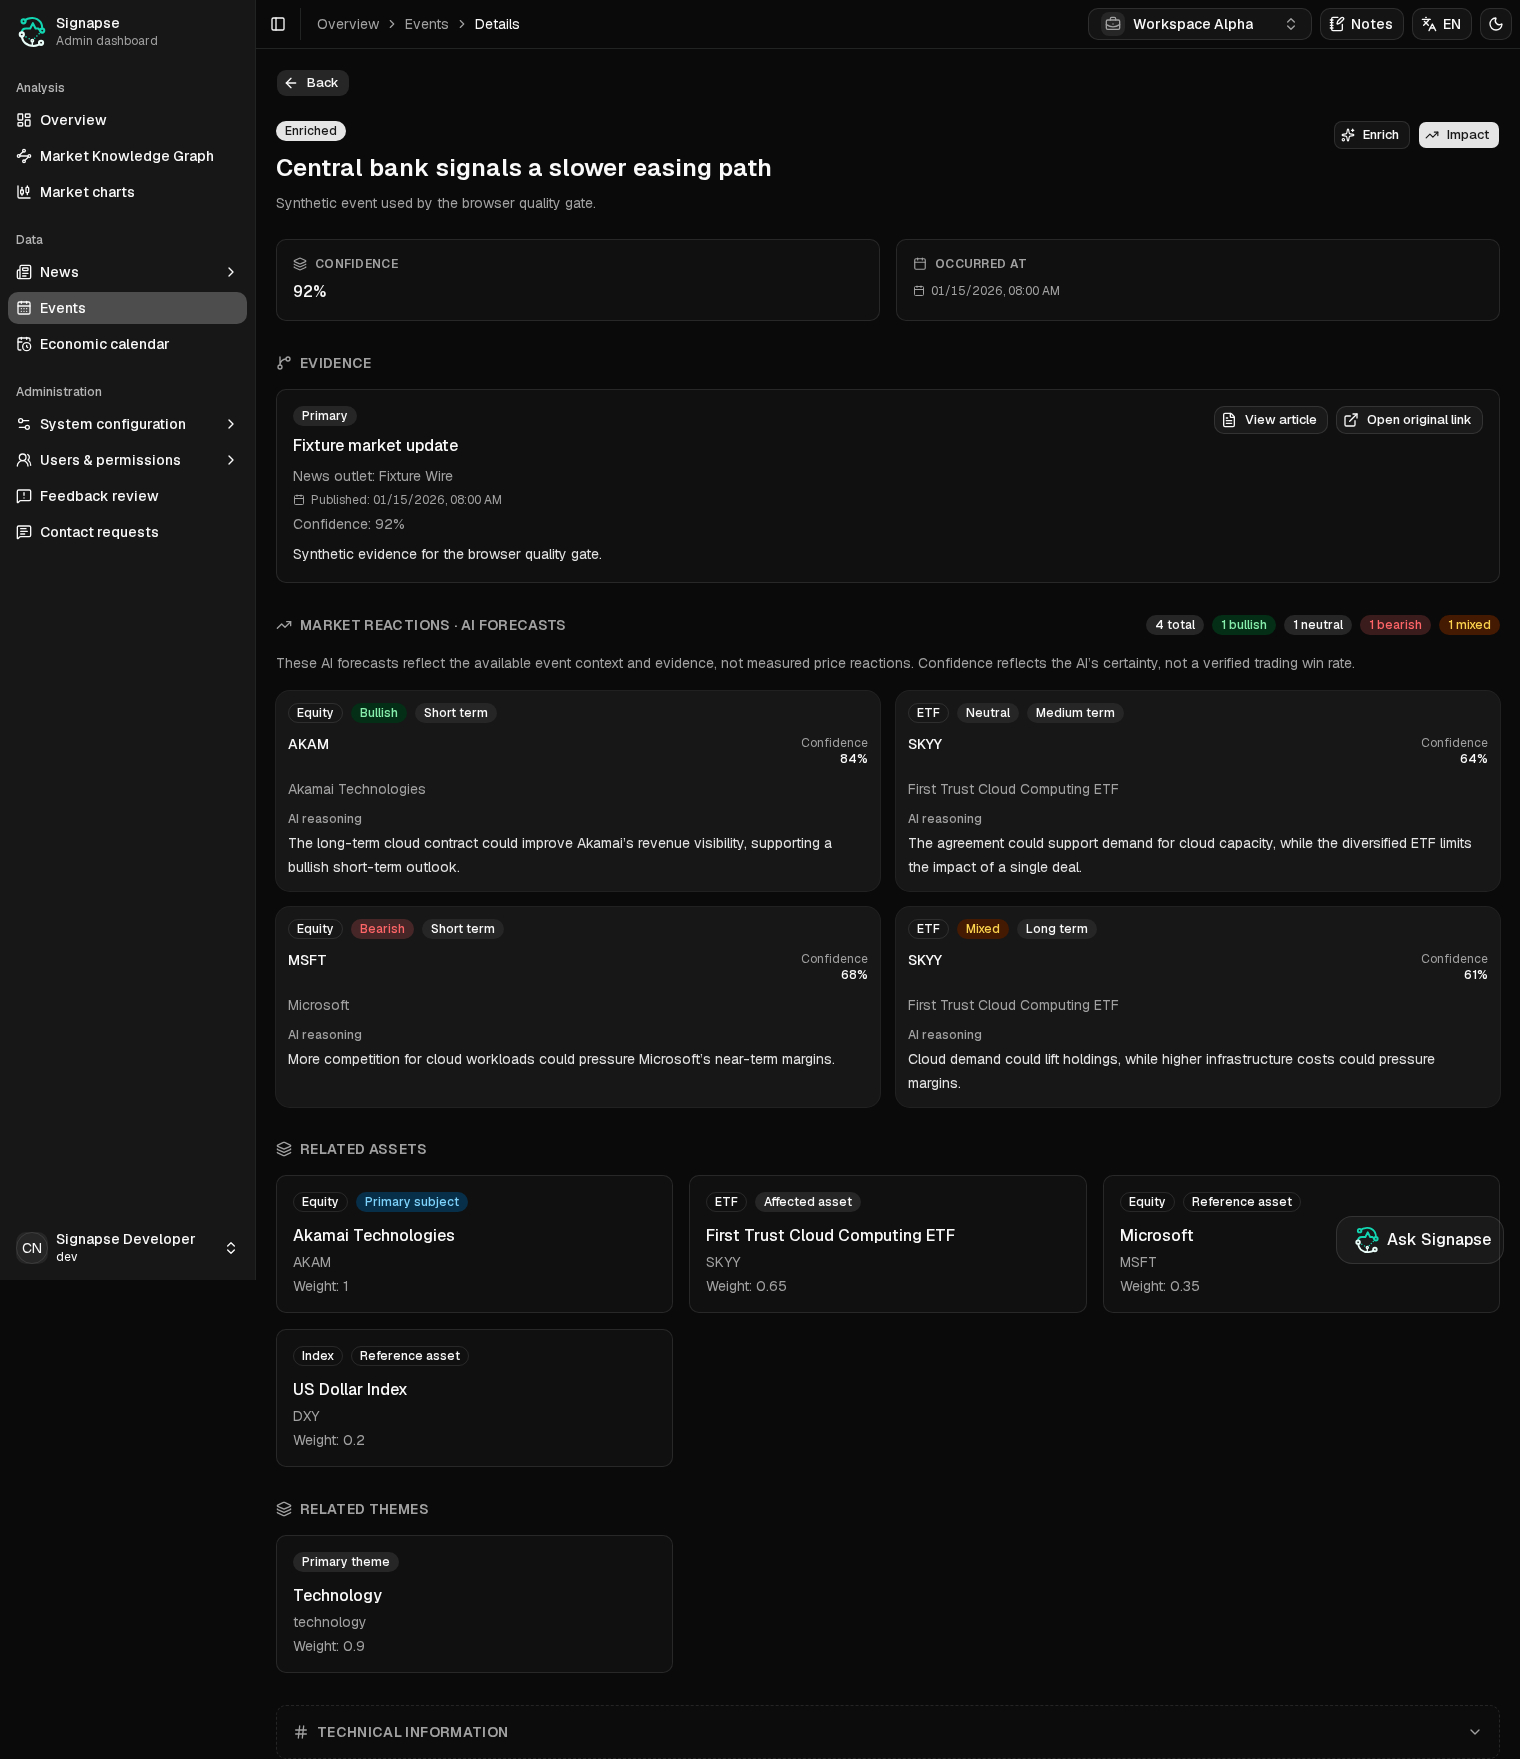 Signapse
Admin dashboard
Analysis
Overview
Market Knowledge Graph
Market charts
Data
News
Events
Economic calendar
Administration
System configuration
Users & permissions
Feedback review
Contact requests
CN
Signapse Developer
dev
Overview
Events
Details
Workspace Alpha
Notes
EN
Back
Enriched
Enrich
Impact
Central bank signals a slower easing path
Synthetic event used by the browser quality gate.
CONFIDENCE
92%
OCCURRED AT
01/15/2026, 08:00 AM
EVIDENCE
Primary
View article
Open original link
Fixture market update
News outlet: Fixture Wire
Published: 01/15/2026, 08:00 AM
Confidence: 92%
Synthetic evidence for the browser quality gate.
MARKET REACTIONS · AI FORECASTS
4 total
1 bullish
1 neutral
1 bearish
1 mixed
These AI forecasts reflect the available event context and evidence, not measured price reactions. Confidence reflects the AI's certainty, not a verified trading win rate.
Equity
Bullish
Short term
AKAM
Confidence
84%
Akamai Technologies
AI reasoning
The long-term cloud contract could improve Akamai's revenue visibility, supporting a
bullish short-term outlook.
ETF
Neutral
Medium term
SKYY
Confidence
64%
First Trust Cloud Computing ETF
AI reasoning
The agreement could support demand for cloud capacity, while the diversified ETF limits
the impact of a single deal.
Equity
Bearish
Short term
MSFT
Confidence
68%
Microsoft
AI reasoning
More competition for cloud workloads could pressure Microsoft's near-term margins.
ETF
Mixed
Long term
SKYY
Confidence
61%
First Trust Cloud Computing ETF
AI reasoning
Cloud demand could lift holdings, while higher infrastructure costs could pressure
margins.
RELATED ASSETS
Equity
Primary subject
Akamai Technologies
AKAM
Weight: 1
ETF
Affected asset
First Trust Cloud Computing ETF
SKYY
Weight: 0.65
Equity
Reference asset
Microsoft
MSFT
Weight: 0.35
Ask Signapse
Index
Reference asset
US Dollar Index
DXY
Weight: 0.2
RELATED THEMES
Primary theme
Technology
technology
Weight: 0.9
TECHNICAL INFORMATION